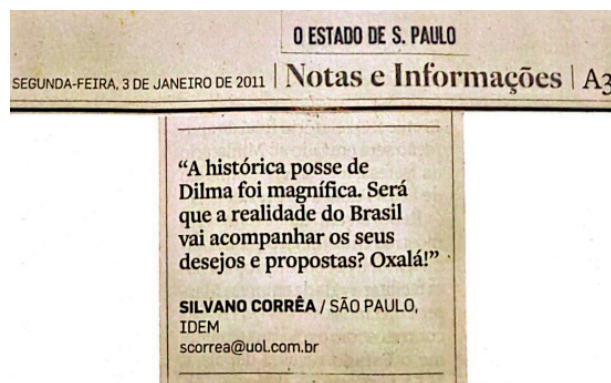 O ESTADO DE S. PAULO
SEGUNDA-FEIRA, 3 DE JANEIRO DE 2011 | Notas e Informações | A3
“A histórica posse de
Dilma foi magnífica. Será
que a realidade do Brasil
vai acompanhar os seus
desejos e propostas? Oxalá!”
SILVANO CORRÊA / SÃO PAULO,
IDEM
scorrea@uol.com.br